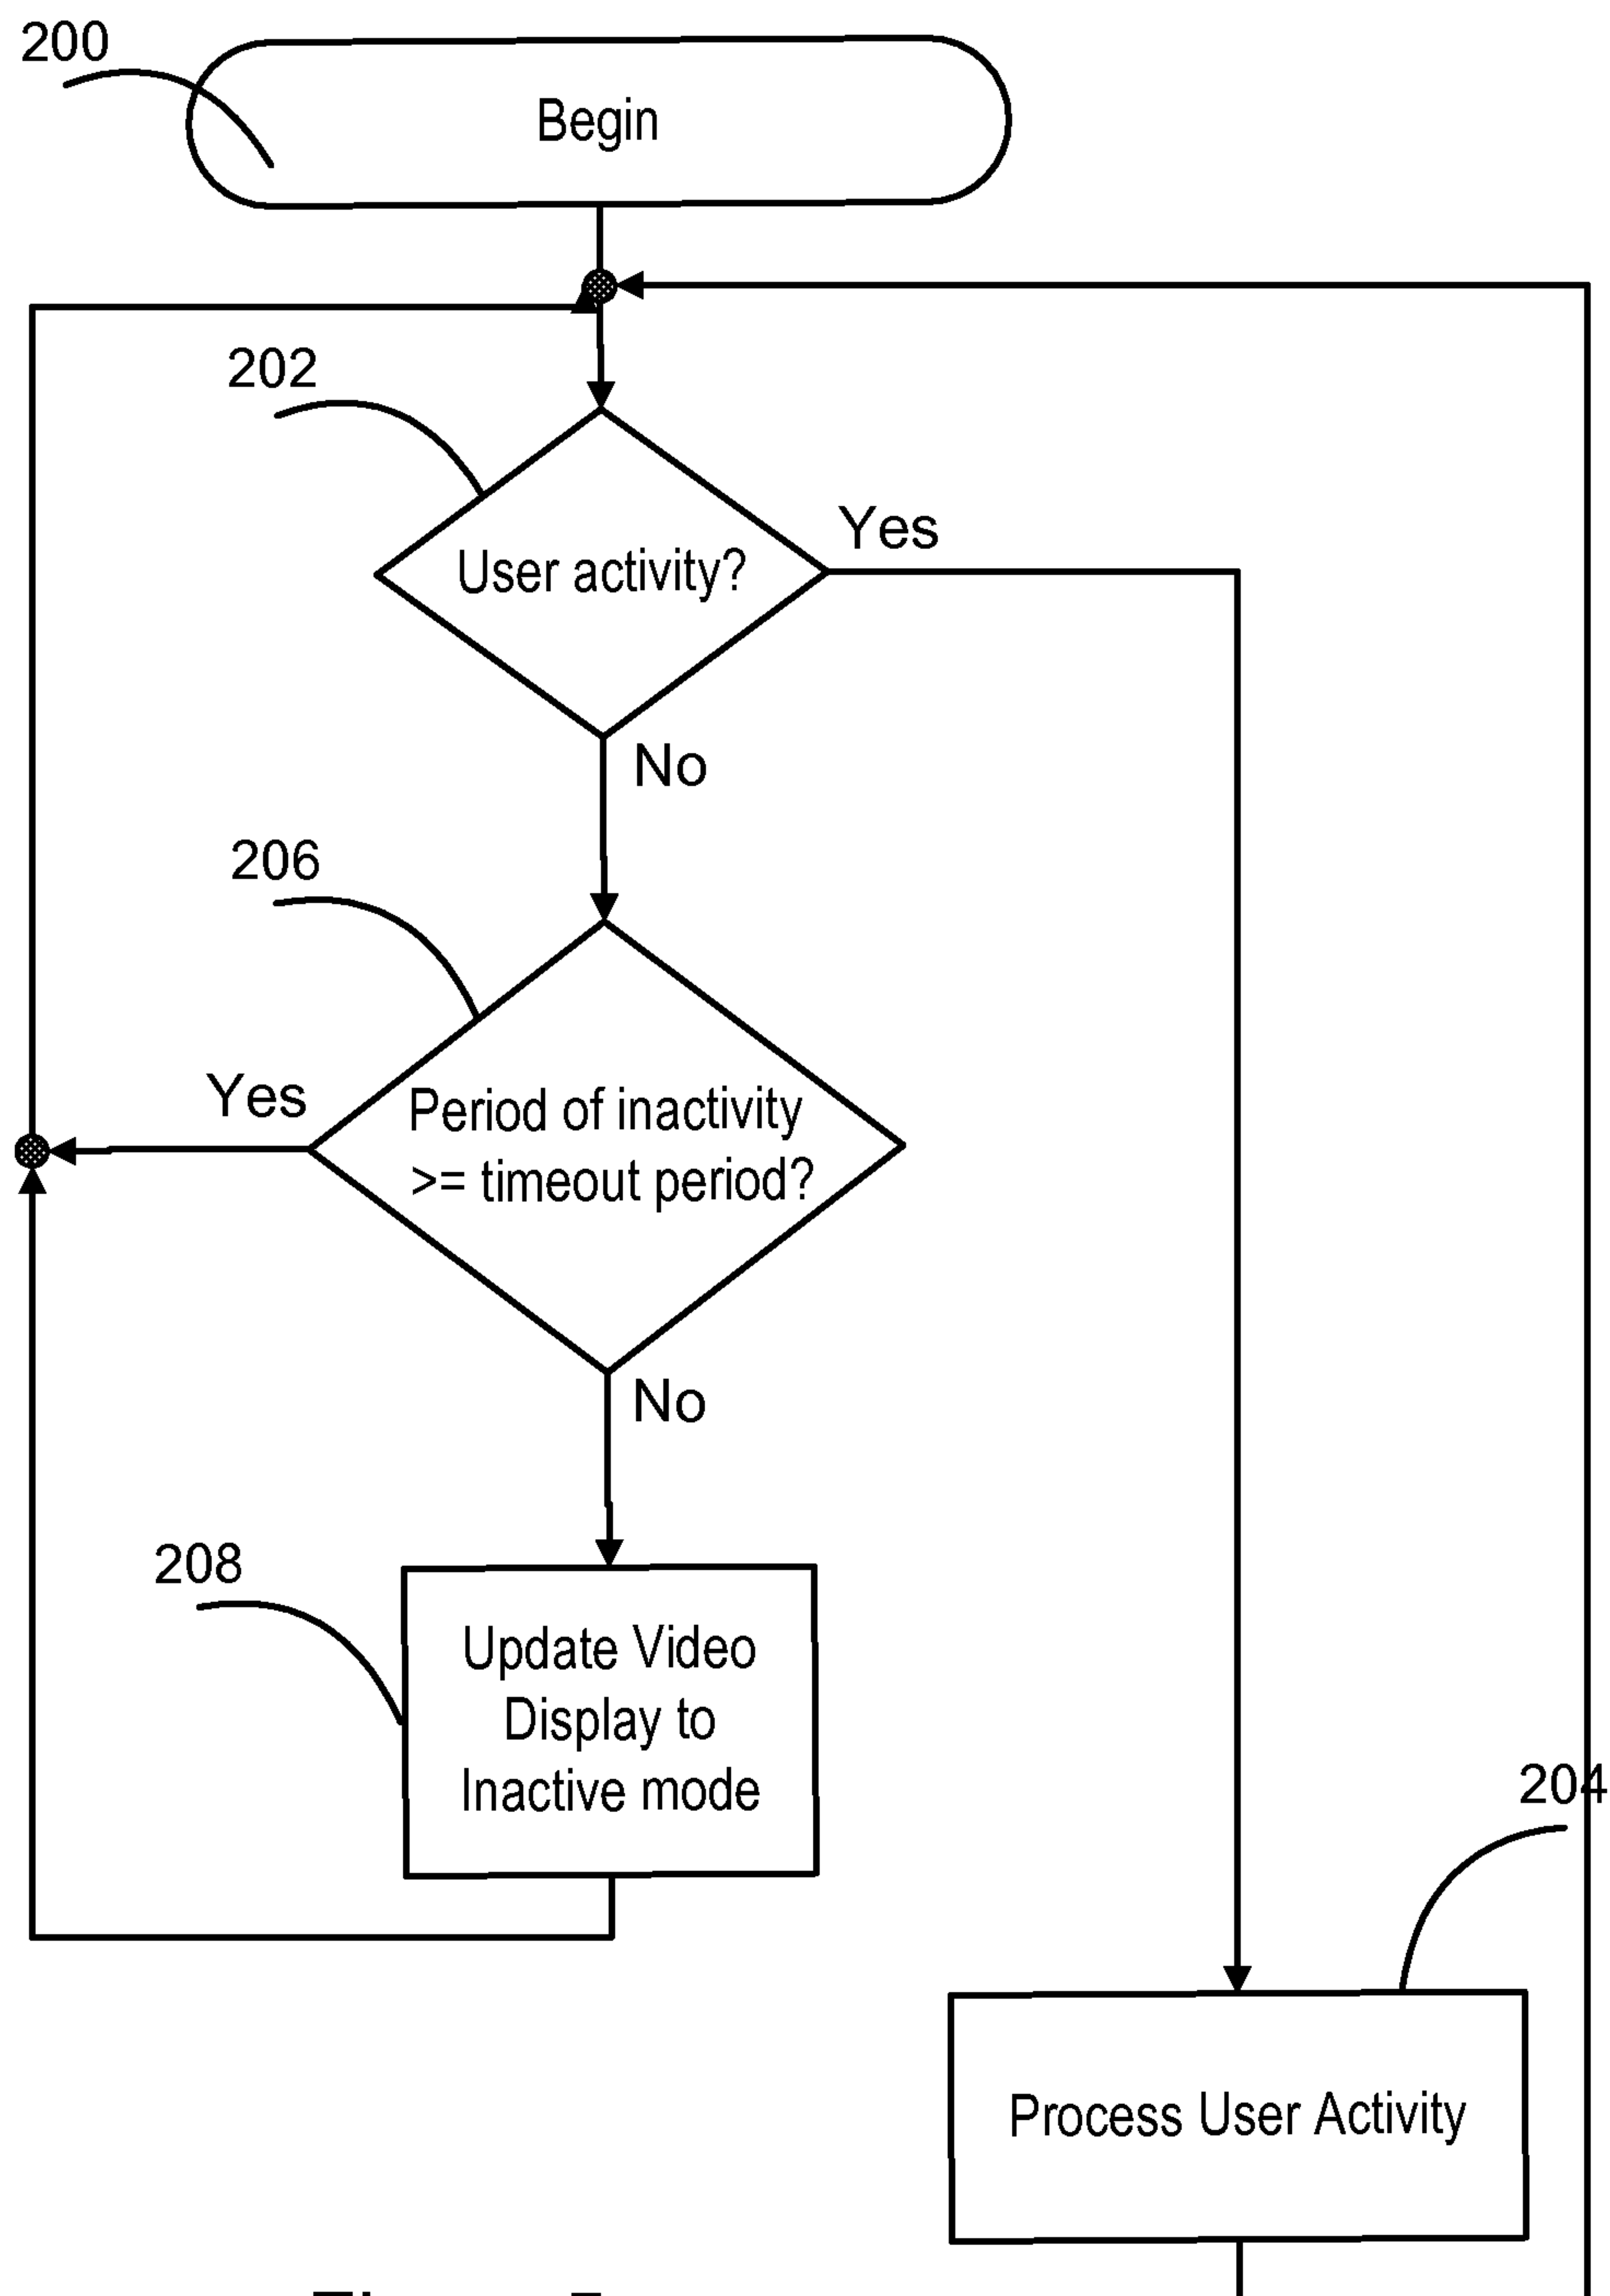 200
Begin
202
Yes
User activity?
No
206
Yes
Period of inactivity
>= timeout period?
No
208
Update Video
Display to
Inactive mode
204
Process User Activity